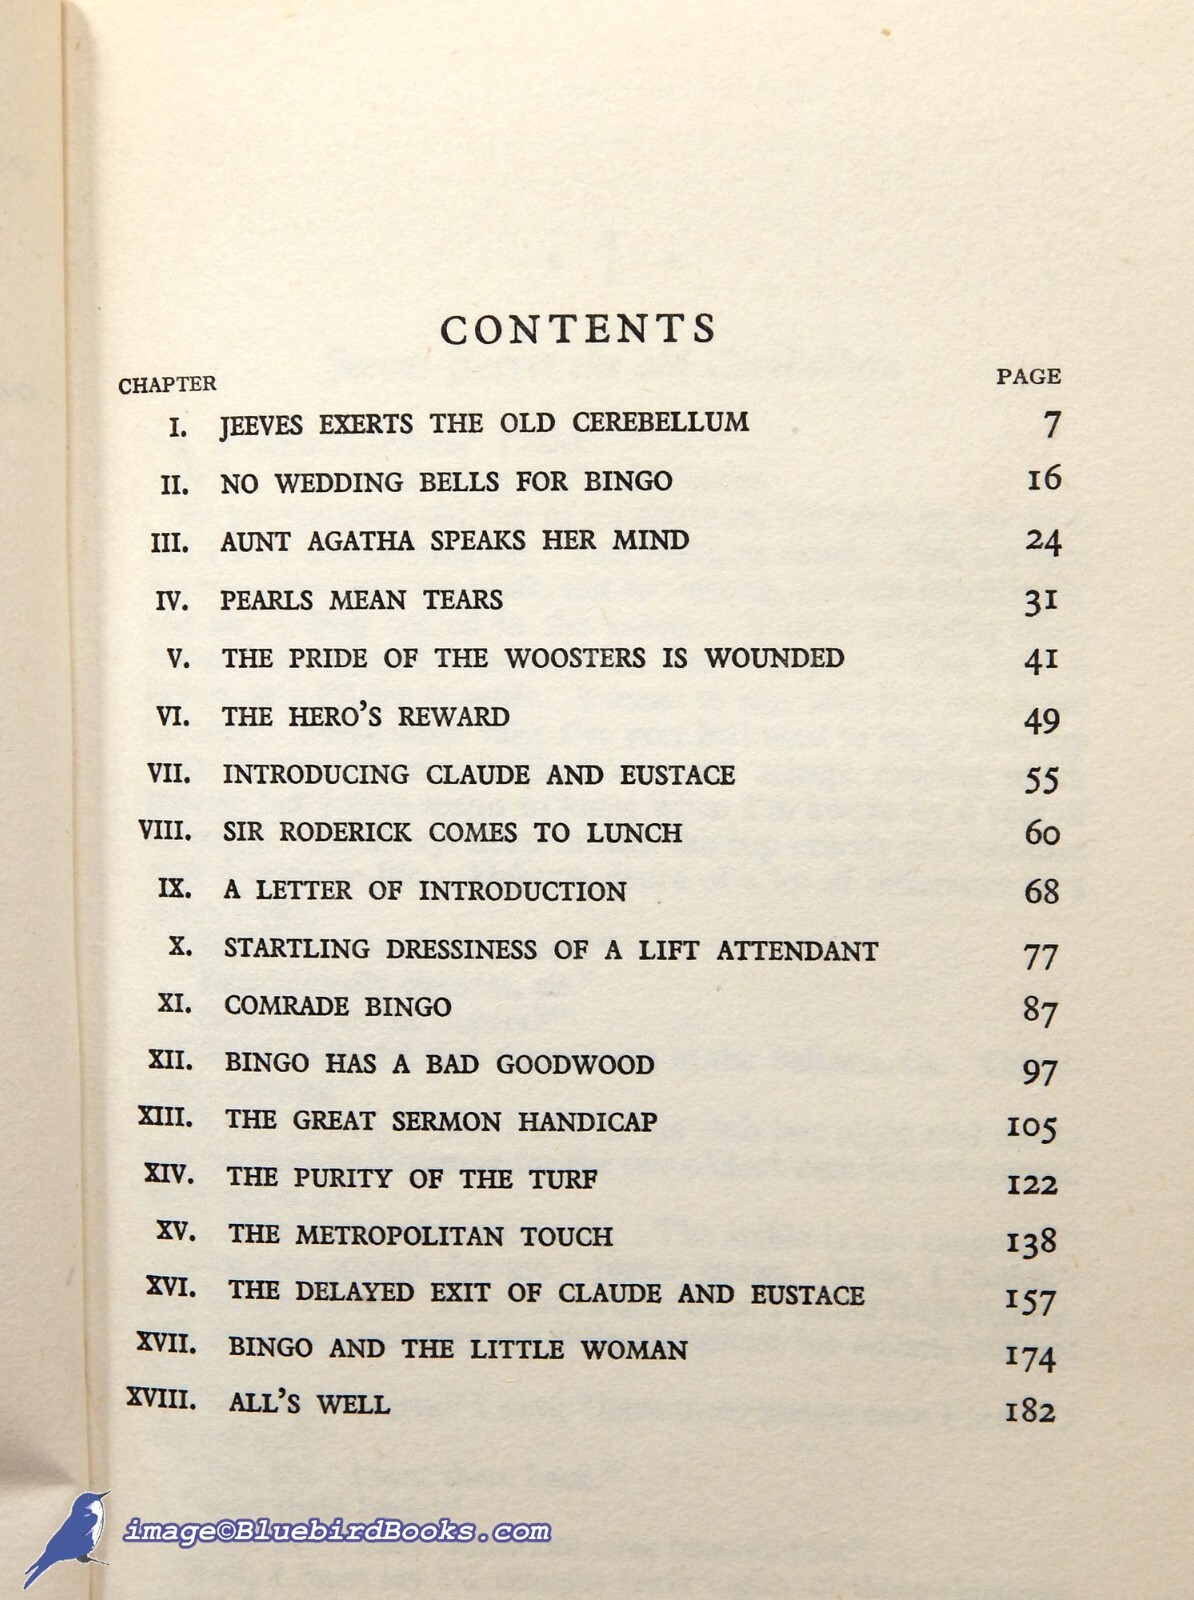 CONTENTS
CHAPTER PAGE
I. JEEVES EXERTS THE OLD CEREBELLUM 7
II. NO WEDDING BELLS FOR BINGO 16
III. AUNT AGATHA SPEAKS HER MIND 24
IV. PEARLS MEAN TEARS 31
V. THE PRIDE OF THE WOOSTERS IS WOUNDED 41
VI. THE HERO'S REWARD 49
VII. INTRODUCING CLAUDE AND EUSTACE 55
VIII. SIR RODERICK COMES TO LUNCH 60
IX. A LETTER OF INTRODUCTION 68
X. STARTLING DRESSINESS OF A LIFT ATTENDANT 77
XI. COMRADE BINGO 87
XII. BINGO HAS A BAD GOODWOOD 97
XIII. THE GREAT SERMON HANDICAP 105
XIV. THE PURITY OF THE TURF 122
XV. THE METROPOLITAN TOUCH 138
XVI. THE DELAYED EXIT OF CLAUDE AND EUSTACE 157
XVII. BINGO AND THE LITTLE WOMAN 174
XVIII. ALL'S WELL 182
image©BluebirdBooks.com